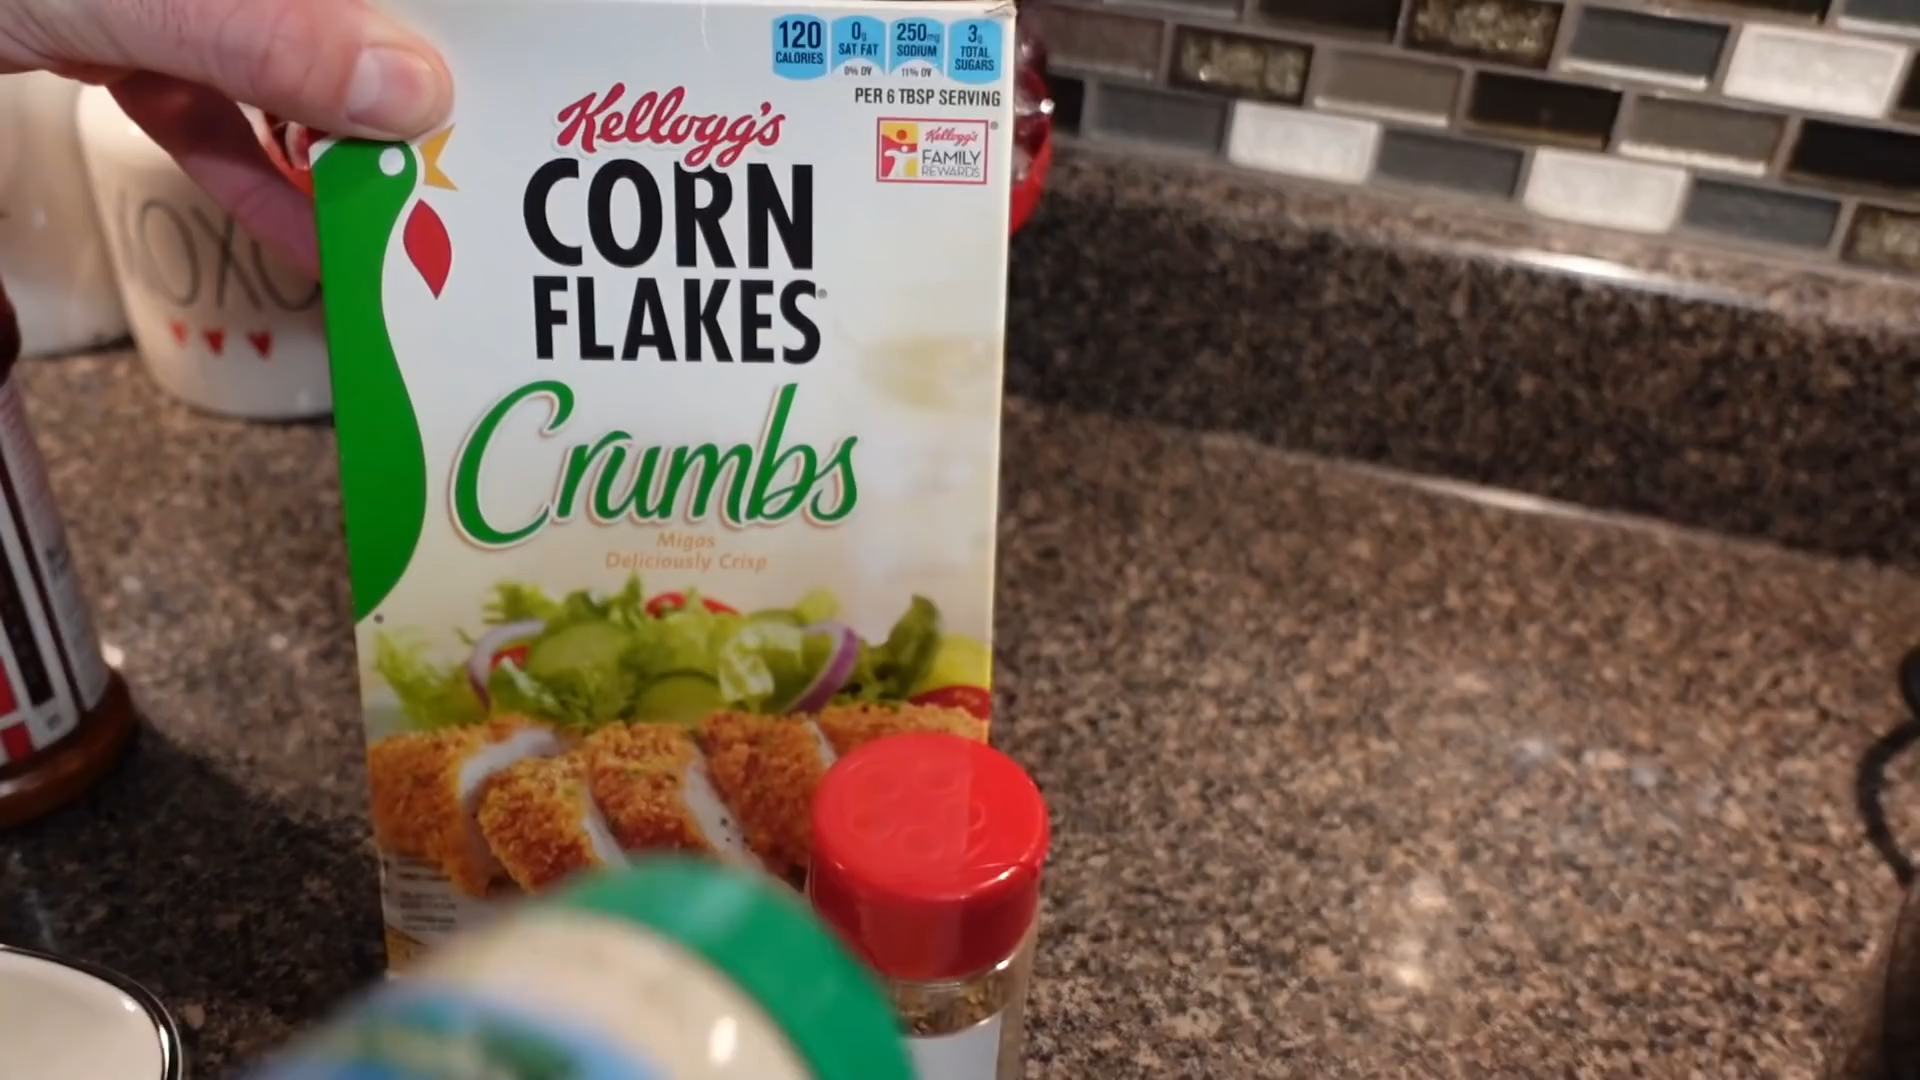 120
CALORIES
0g
SAT FAT
0% DV
250mg
SODIUM
11% DV
3g
TOTAL
SUGARS
PER 6 TBSP SERVING
Kellogg's
Kellogg's
FAMILY
REWARDS
CORN
FLAKES®
Crumbs
Migas
Deliciously Crisp
XOXO